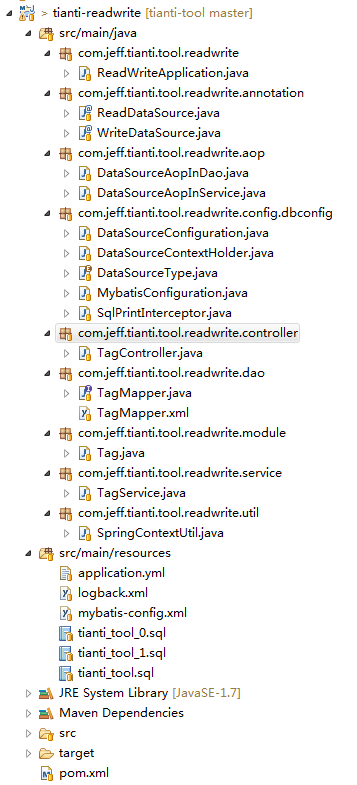 > tianti-readwrite [tianti-tool master]
src/main/java
com.jeff.tianti.tool.readwrite
ReadWriteApplication.java
com.jeff.tianti.tool.readwrite.annotation
ReadDataSource.java
WriteDataSource.java
com.jeff.tianti.tool.readwrite.aop
DataSourceAopInDao.java
DataSourceAopInService.java
com.jeff.tianti.tool.readwrite.config.dbconfig
DataSourceConfiguration.java
DataSourceContextHolder.java
DataSourceType.java
MybatisConfiguration.java
SqlPrintInterceptor.java
com.jeff.tianti.tool.readwrite.controller
TagController.java
com.jeff.tianti.tool.readwrite.dao
TagMapper.java
TagMapper.xml
com.jeff.tianti.tool.readwrite.module
Tag.java
com.jeff.tianti.tool.readwrite.service
TagService.java
com.jeff.tianti.tool.readwrite.util
SpringContextUtil.java
src/main/resources
application.yml
logback.xml
mybatis-config.xml
tianti_tool_0.sql
tianti_tool_1.sql
tianti_tool.sql
JRE System Library [JavaSE-1.7]
Maven Dependencies
src
target
pom.xml